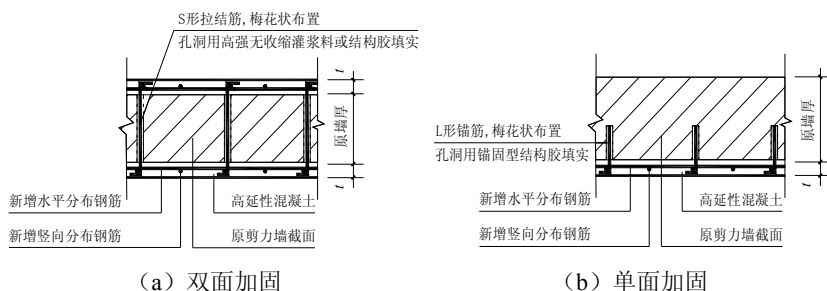 S形拉结筋,梅花状布置
孔洞用高强无收缩灌浆料或结构胶填实
t
原墙厚
t
新增水平分布钢筋
高延性混凝土
新增竖向分布钢筋
原剪力墙截面
(a) 双面加固
L形锚筋,梅花状布置
孔洞用锚固型结构胶填实
原墙厚
t
新增水平分布钢筋
高延性混凝土
新增竖向分布钢筋
原剪力墙截面
(b) 单面加固